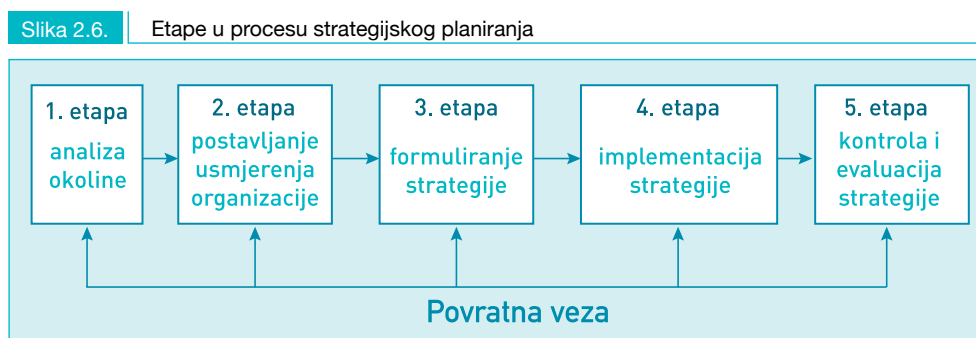 Slika 2.6.
Etape u procesu strategijskog planiranja
1. etapa
analiza
okoline
2. etapa
postavljanje
usmjerenja
organizacije
3. etapa
formuliranje
strategije
4. etapa
implementacija
strategije
5. etapa
kontrola i
evaluacija
strategije
Povratna veza